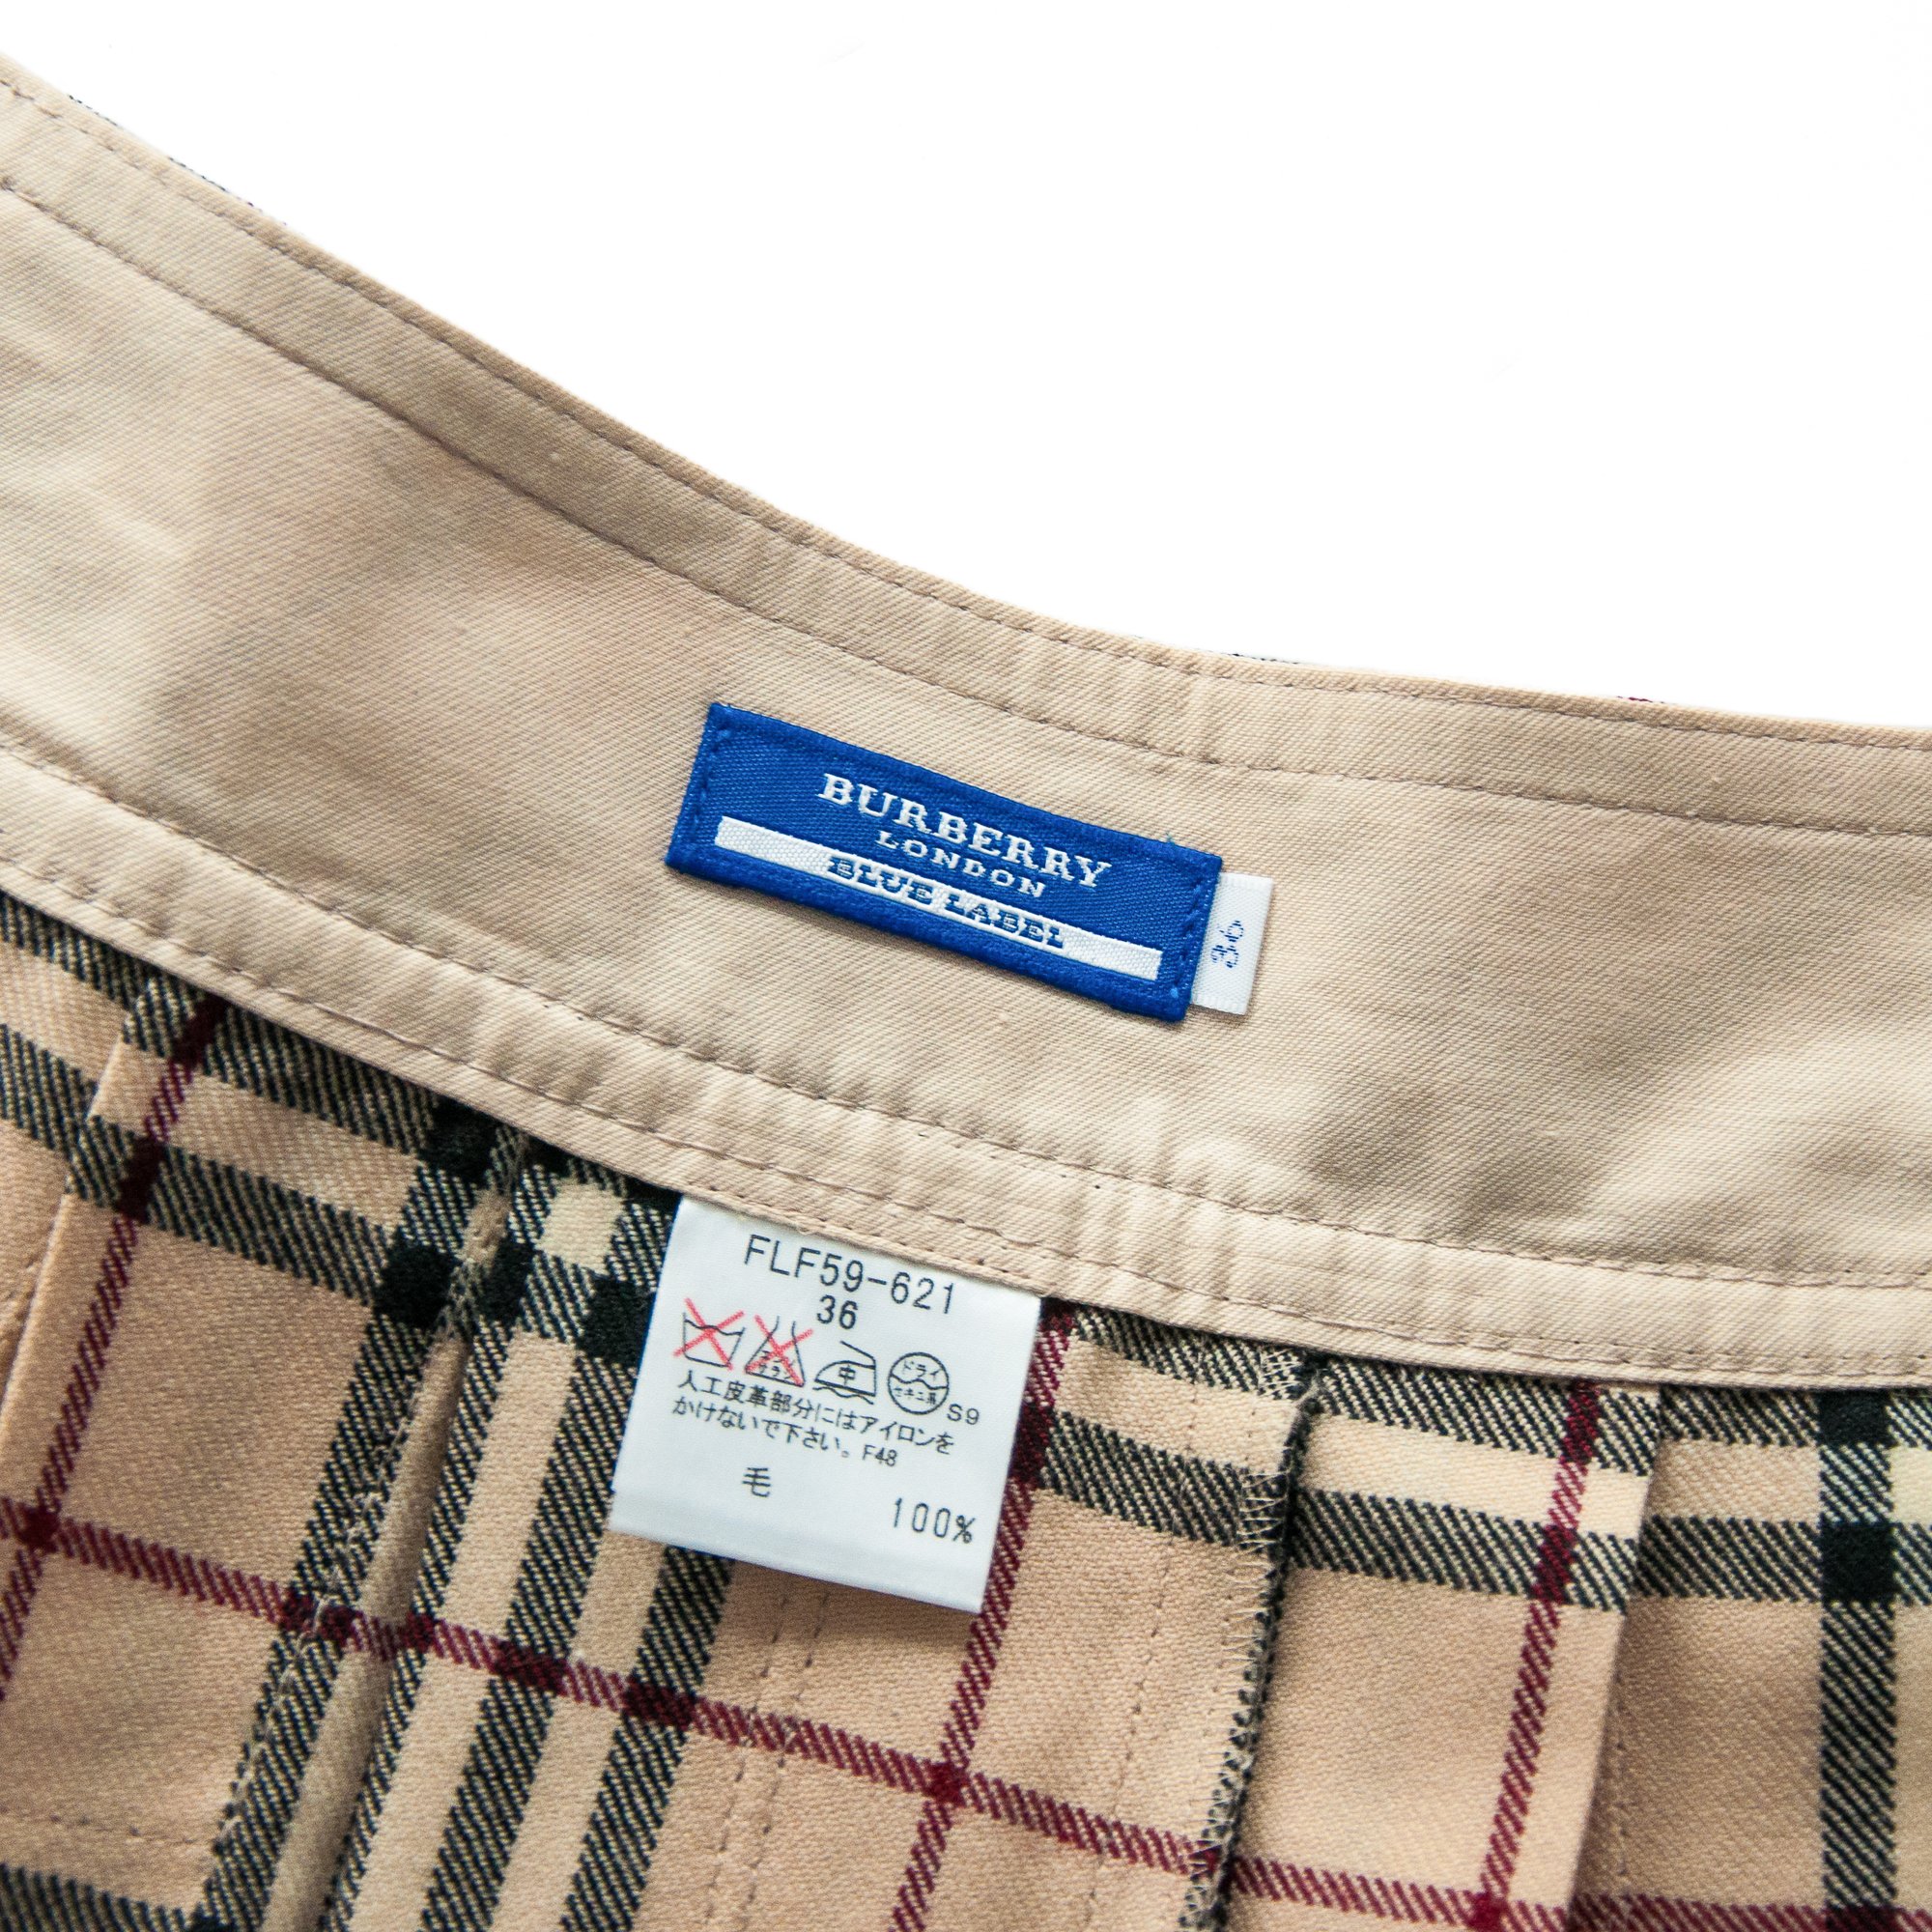 BURBERRY
LONDON
BLUE LABEL
36
FLF59-621
36
中
ドライ
セキユ系
S9
人工皮革部分にはアイロンを
かけないで下さい。F48
毛
100%